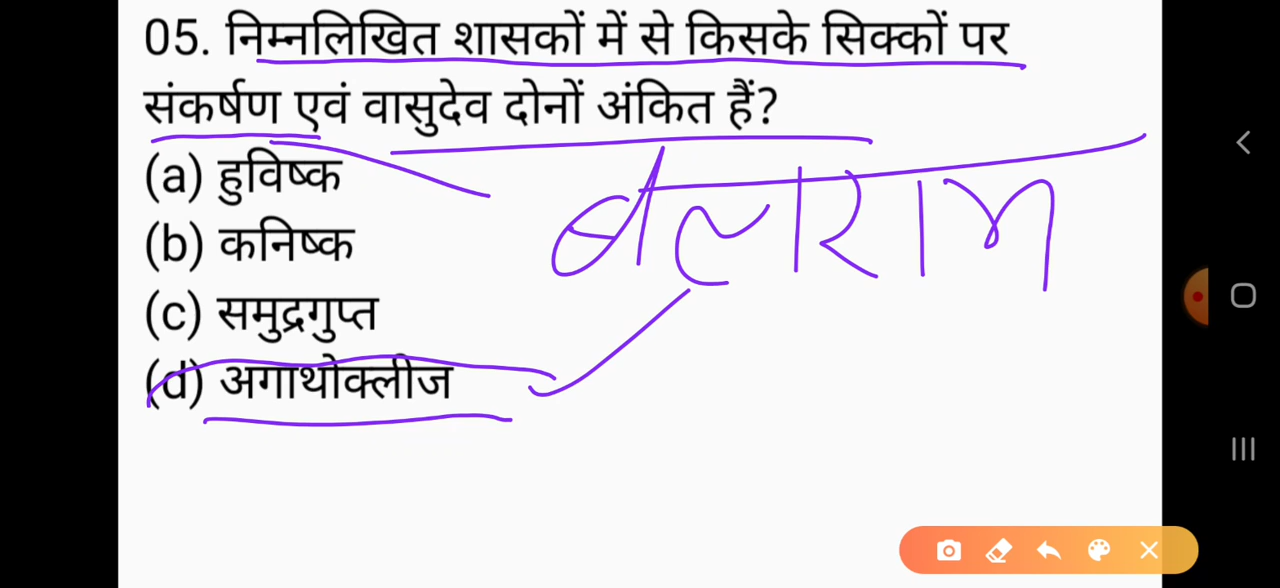 05. निम्नलिखित शासकों में से किसके सिक्कों पर
संकर्षण एवं वासुदेव दोनों अंकित हैं?
(a) हुविष्क
बलराम
(b) कनिष्क
(c) समुद्रगुप्त
(d) अगाथोक्लीज